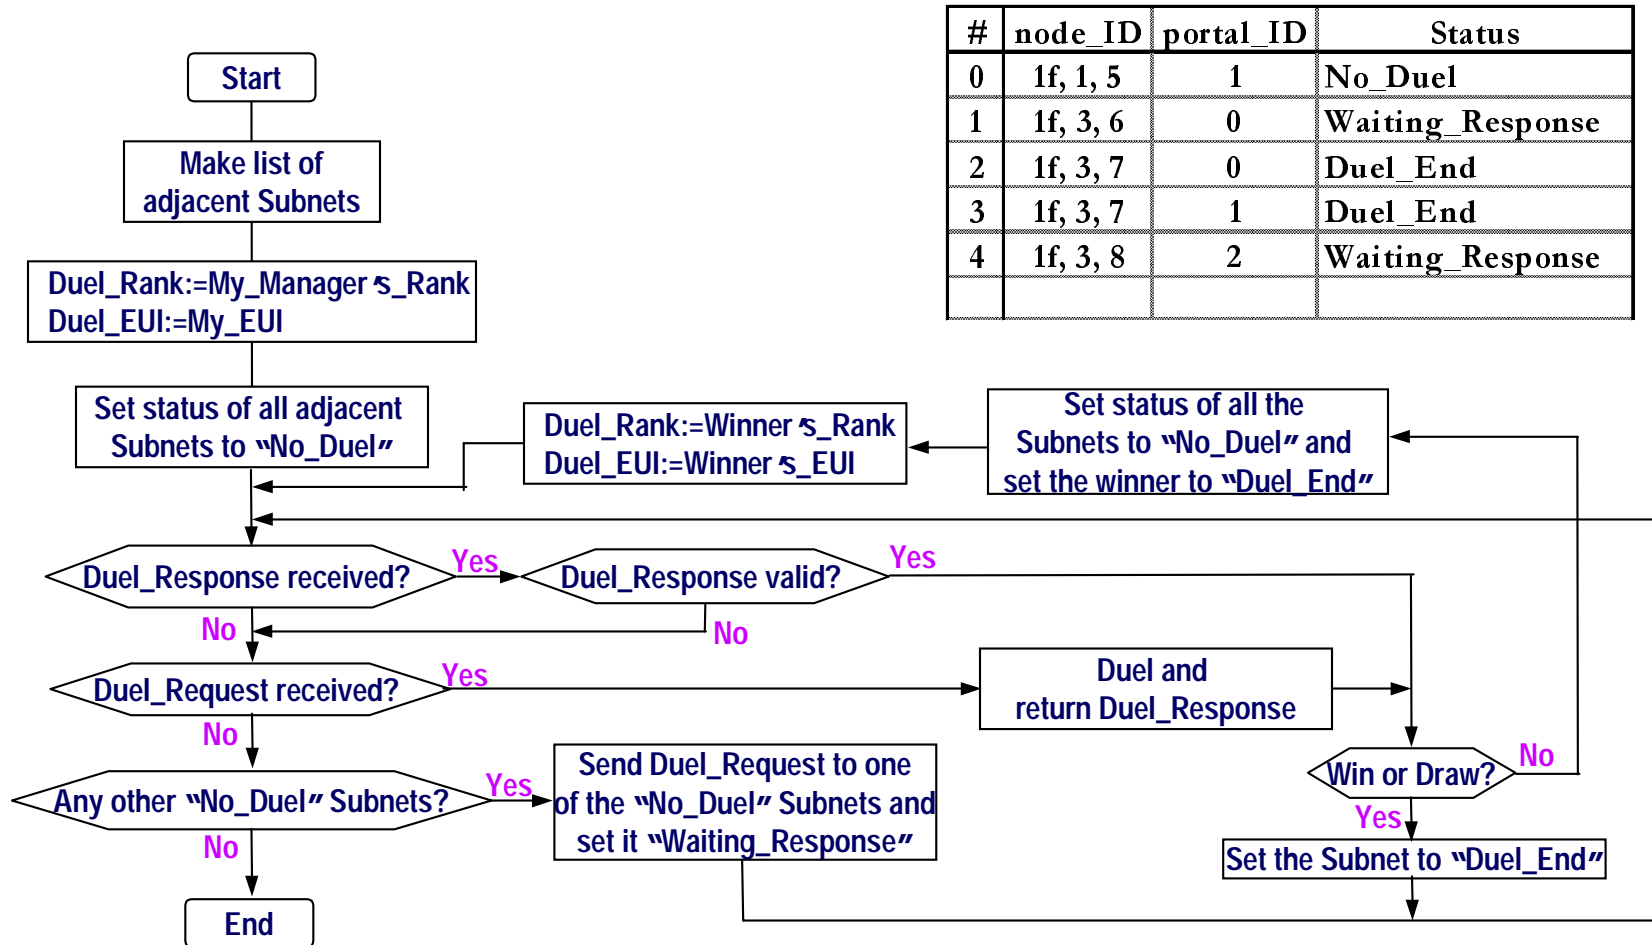 # node_ID portal_ID Status
0 1f, 1, 5 1 No_Duel
1 1f, 3, 6 0 Waiting_Response
2 1f, 3, 7 0 Duel_End
3 1f, 3, 7 1 Duel_End
4 1f, 3, 8 2 Waiting_Response
Start
Make list of
adjacent Subnets
Duel_Rank:=My_Manager's_Rank
Duel_EUI:=My_EUI
Set status of all adjacent
Subnets to "No_Duel"
Duel_Rank:=Winner's_Rank
Duel_EUI:=Winner's_EUI
Set status of all the
Subnets to "No_Duel" and
set the winner to "Duel_End"
Duel_Response received?
Yes
No
Duel_Response valid?
Yes
No
Duel_Request received?
Yes
No
Duel and
return Duel_Response
Win or Draw?
No
Yes
Set the Subnet to "Duel_End"
Any other "No_Duel" Subnets?
Yes
No
Send Duel_Request to one
of the "No_Duel" Subnets and
set it "Waiting_Response"
End